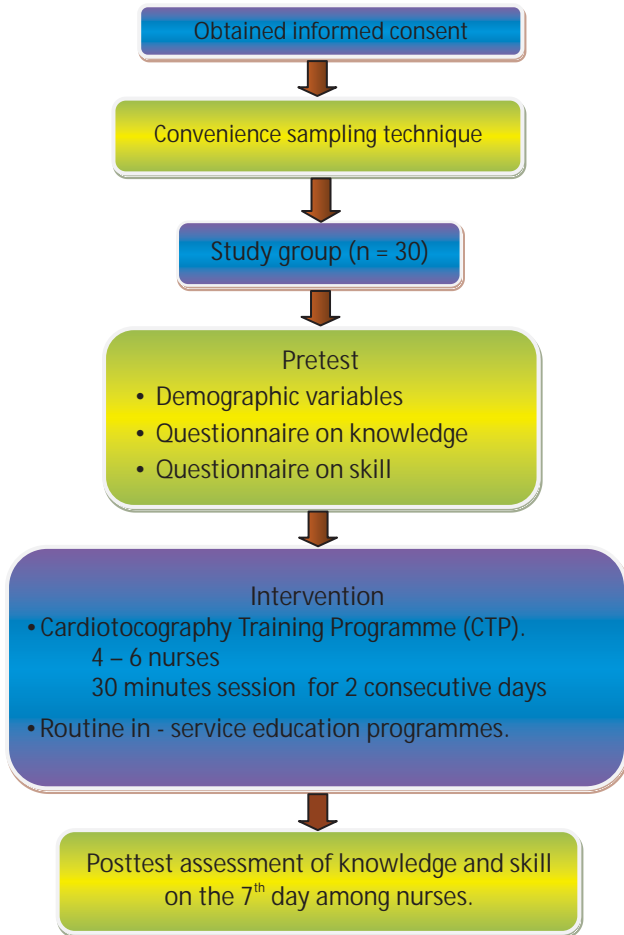 Obtained informed consent
Convenience sampling technique
Study group (n = 30)
Pretest
• Demographic variables
• Questionnaire on knowledge
• Questionnaire on skill
Intervention
• Cardiotocography Training Programme (CTP).
4 – 6 nurses
30 minutes session for 2 consecutive days
• Routine in - service education programmes.
Posttest assessment of knowledge and skill
on the 7th day among nurses.